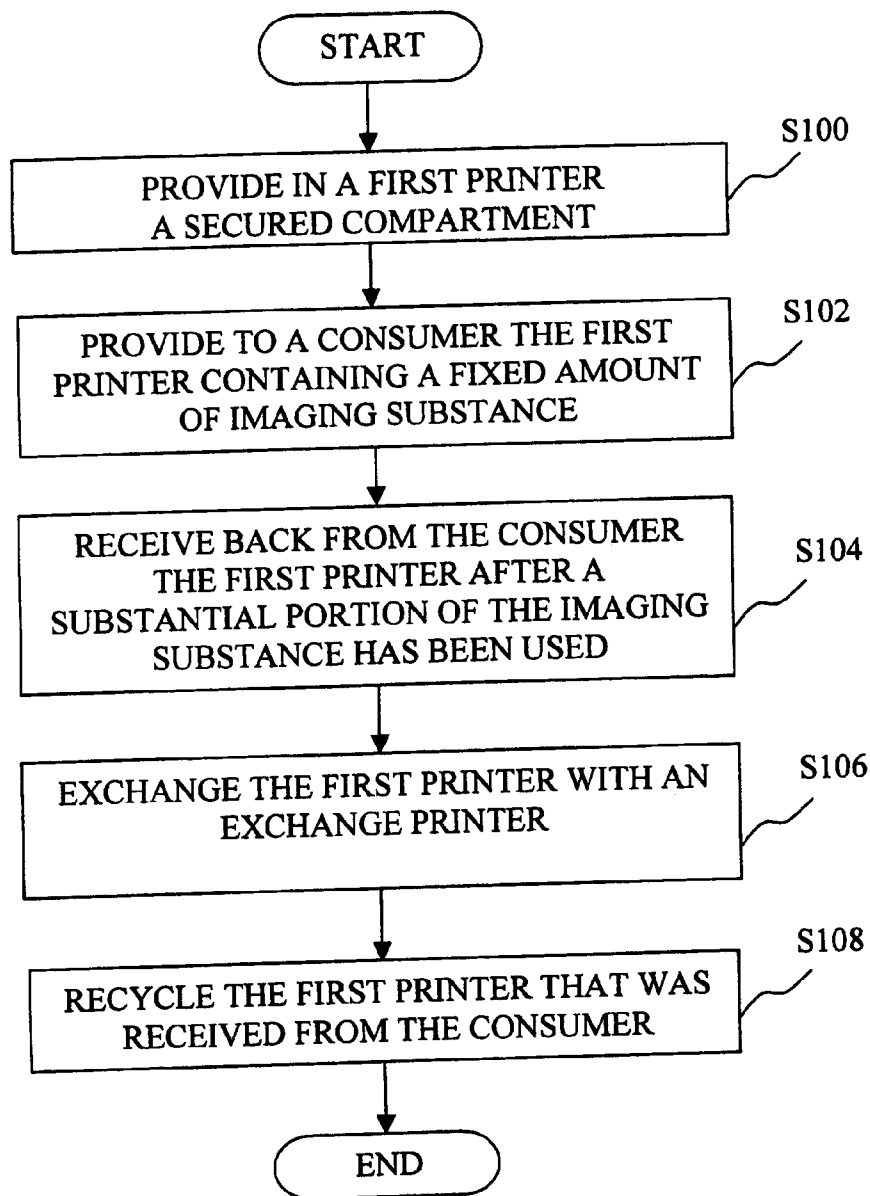 START
S100
PROVIDE IN A FIRST PRINTER
A SECURED COMPARTMENT
S102
PROVIDE TO A CONSUMER THE FIRST
PRINTER CONTAINING A FIXED AMOUNT
OF IMAGING SUBSTANCE
S104
RECEIVE BACK FROM THE CONSUMER
THE FIRST PRINTER AFTER A
SUBSTANTIAL PORTION OF THE IMAGING
SUBSTANCE HAS BEEN USED
S106
EXCHANGE THE FIRST PRINTER WITH AN
EXCHANGE PRINTER
S108
RECYCLE THE FIRST PRINTER THAT WAS
RECEIVED FROM THE CONSUMER
END